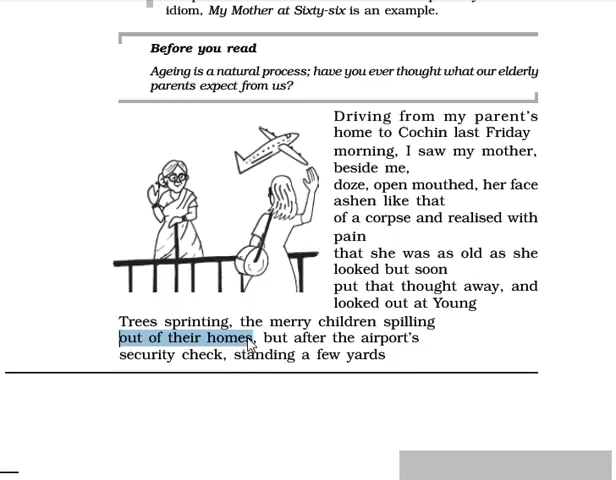 idiom, My Mother at Sixty-six is an example.
Before you read
Ageing is a natural process; have you ever thought what our elderly
parents expect from us?
Driving from my parent's
home to Cochin last Friday
morning, I saw my mother,
beside me,
doze, open mouthed, her face
ashen like that
of a corpse and realised with
pain
that she was as old as she
looked but soon
put that thought away, and
looked out at Young
Trees sprinting, the merry children spilling
out of their homes, but after the airport's
security check, standing a few yards